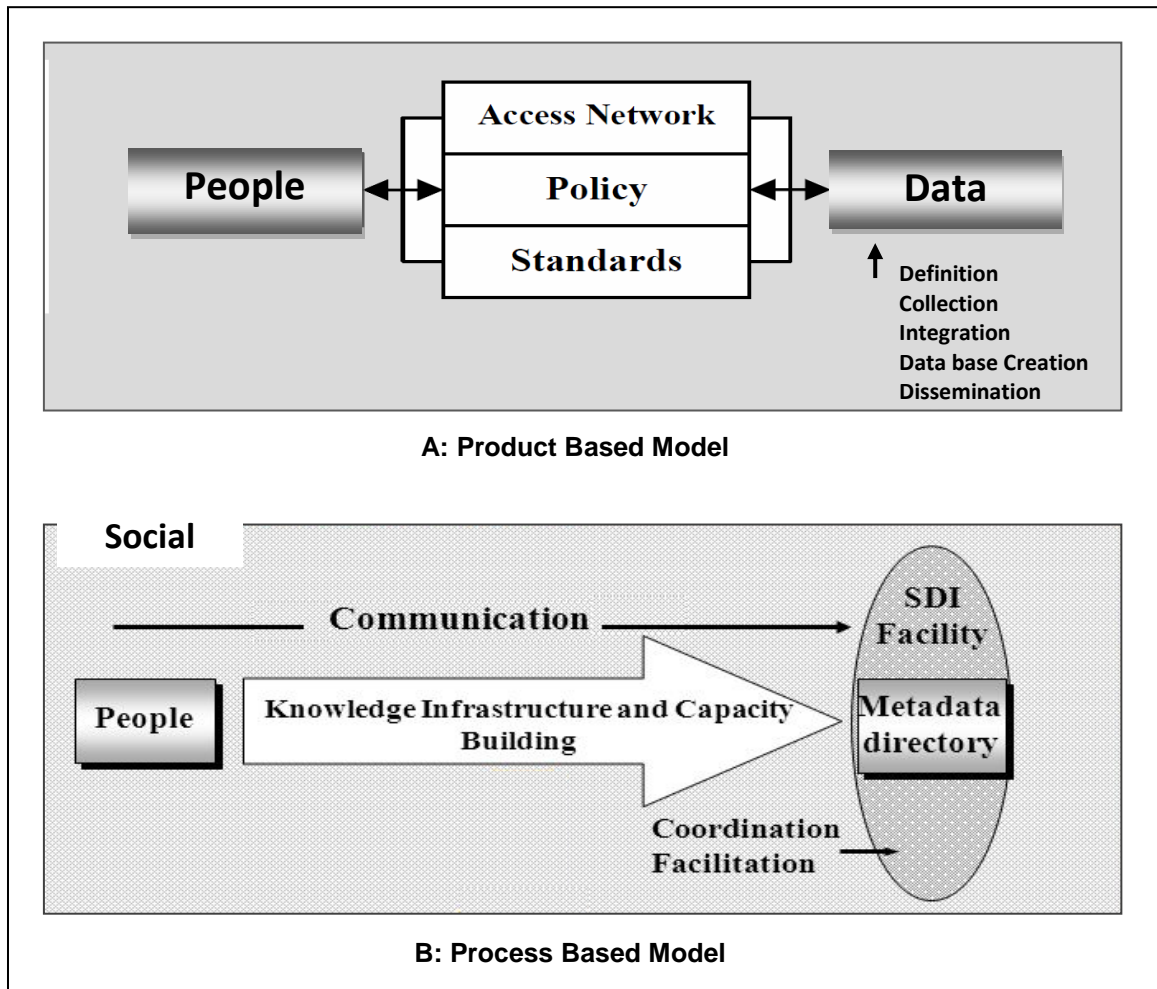 Access Network
People
Policy
Data
Standards
Definition
Collection
Integration
Data base Creation
Dissemination
A: Product Based Model
Social
Communication
SDI
Facility
People
Knowledge Infrastructure and Capacity
Building
Metadata
directory
Coordination
Facilitation
B: Process Based Model